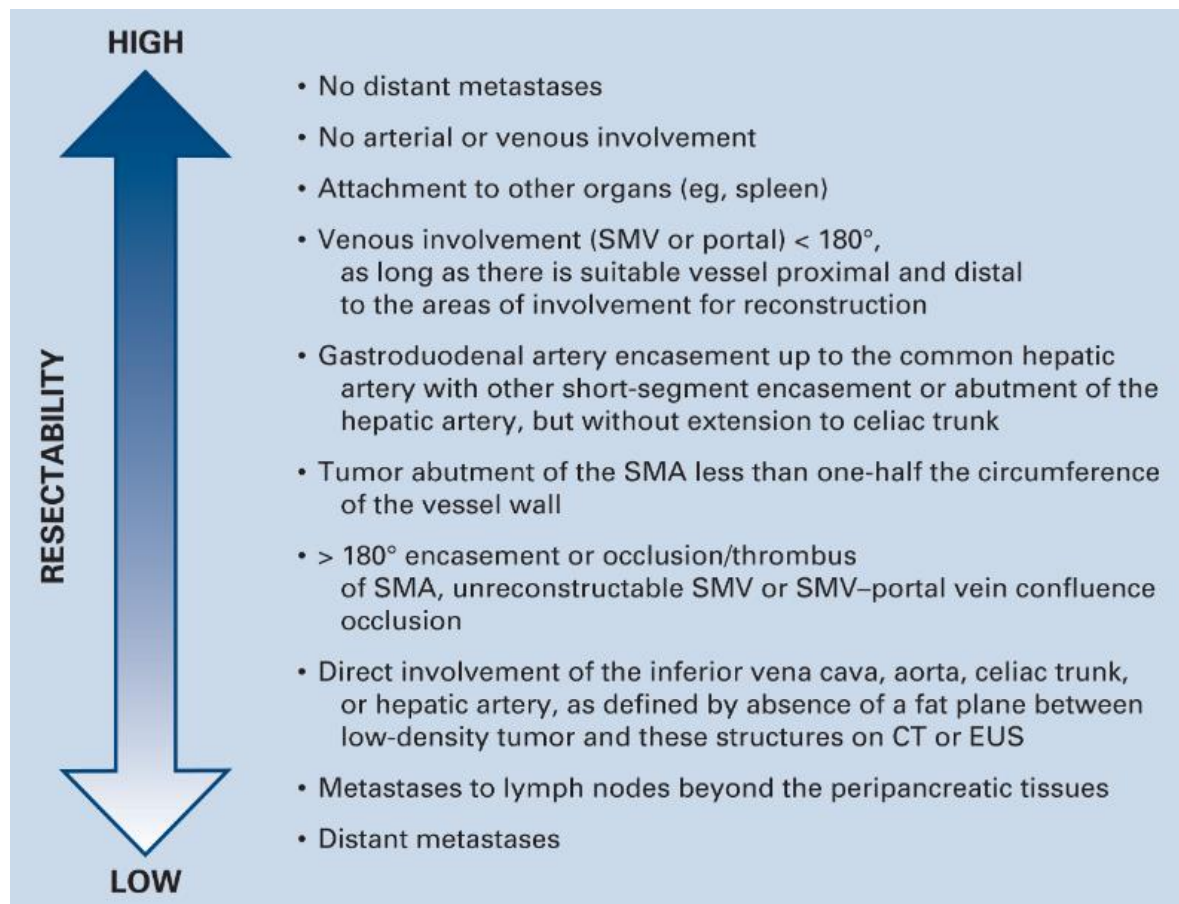 HIGH
• No distant metastases
• No arterial or venous involvement
• Attachment to other organs (eg, spleen)
• Venous involvement (SMV or portal) < 180°,
as long as there is suitable vessel proximal and distal
to the areas of involvement for reconstruction
• Gastroduodenal artery encasement up to the common hepatic
artery with other short-segment encasement or abutment of the
hepatic artery, but without extension to celiac trunk
• Tumor abutment of the SMA less than one-half the circumference
of the vessel wall
• > 180° encasement or occlusion/thrombus
of SMA, unreconstructable SMV or SMV–portal vein confluence
occlusion
• Direct involvement of the inferior vena cava, aorta, celiac trunk,
or hepatic artery, as defined by absence of a fat plane between
low-density tumor and these structures on CT or EUS
• Metastases to lymph nodes beyond the peripancreatic tissues
• Distant metastases
RESECTABILITY
LOW